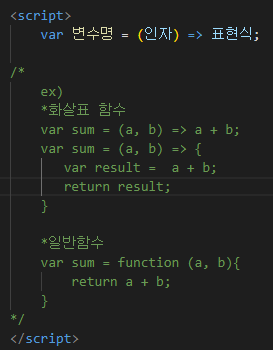 <script>
var 변수명 = (인자) => 표현식;
/*
ex)
*화살표 함수
var sum = (a, b) => a + b;
var sum = (a, b) => {
var result =  a + b;
return result;
}
*일반함수
var sum = function (a, b){
return a + b;
}
*/
</script>